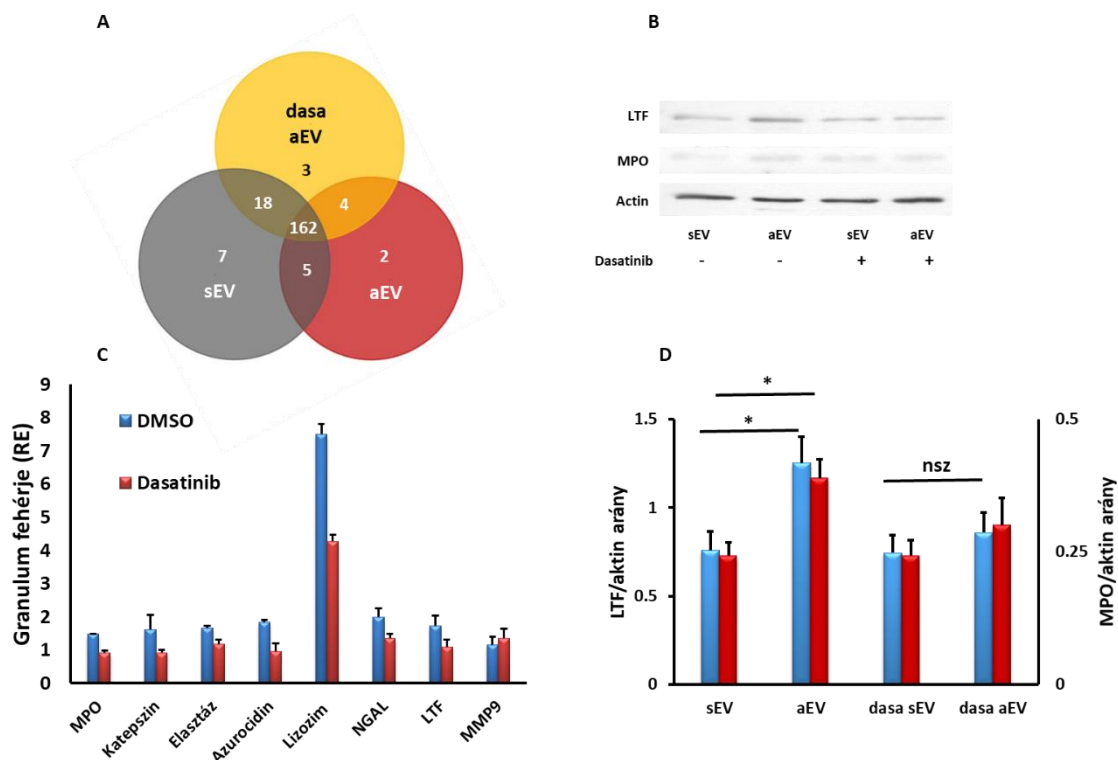 A
dasa
aEV
3
18
4
162
7
5
2
sEV
aEV
B
LTF
MPO
Actin
sEV aEV sEV aEV
Dasatinib - - + +
C
Granulum fehérje (RE)
9
8
7
6
5
4
3
2
1
0
DMSO
Dasatinib
MPO
Katepszin
Elasztáz
Azurocidin
Lizozim
NGAL
LTF
MMP9
D
LTF/aktin arány
1.5
1
0.5
0
*
*
nsz
sEV aEV dasa sEV dasa aEV
0.5
0.25
0
MPO/aktin arány